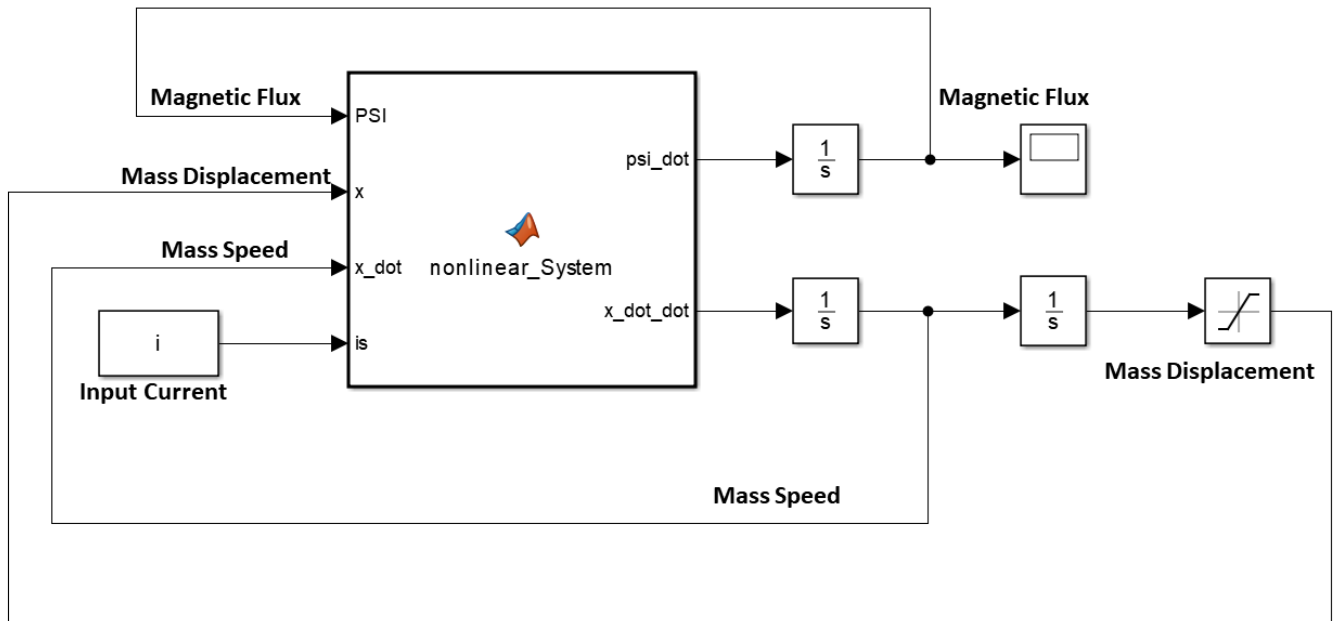 Magnetic Flux
Magnetic Flux
PSI
psi_dot
1
s
Mass Displacement
x
Mass Speed
x_dot
nonlinear_System
x_dot_dot
1
s
1
s
i
is
Input Current
Mass Displacement
Mass Speed